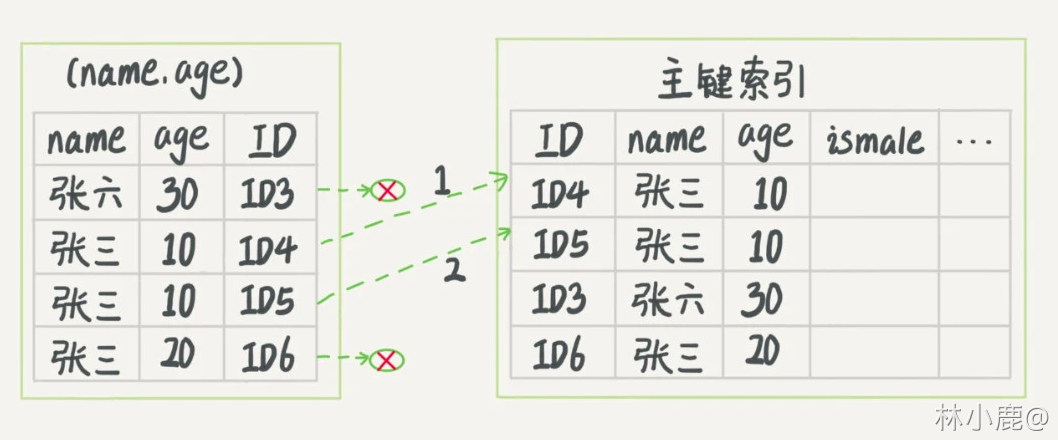 (name.age)
name age ID
张六 30 ID3
张三 10 ID4
张三 10 ID5
张三 20 ID6
1
2
主键索引
ID name age ismale ...
ID4 张三 10
ID5 张三 10
ID3 张六 30
ID6 张三 20
林小鹿@